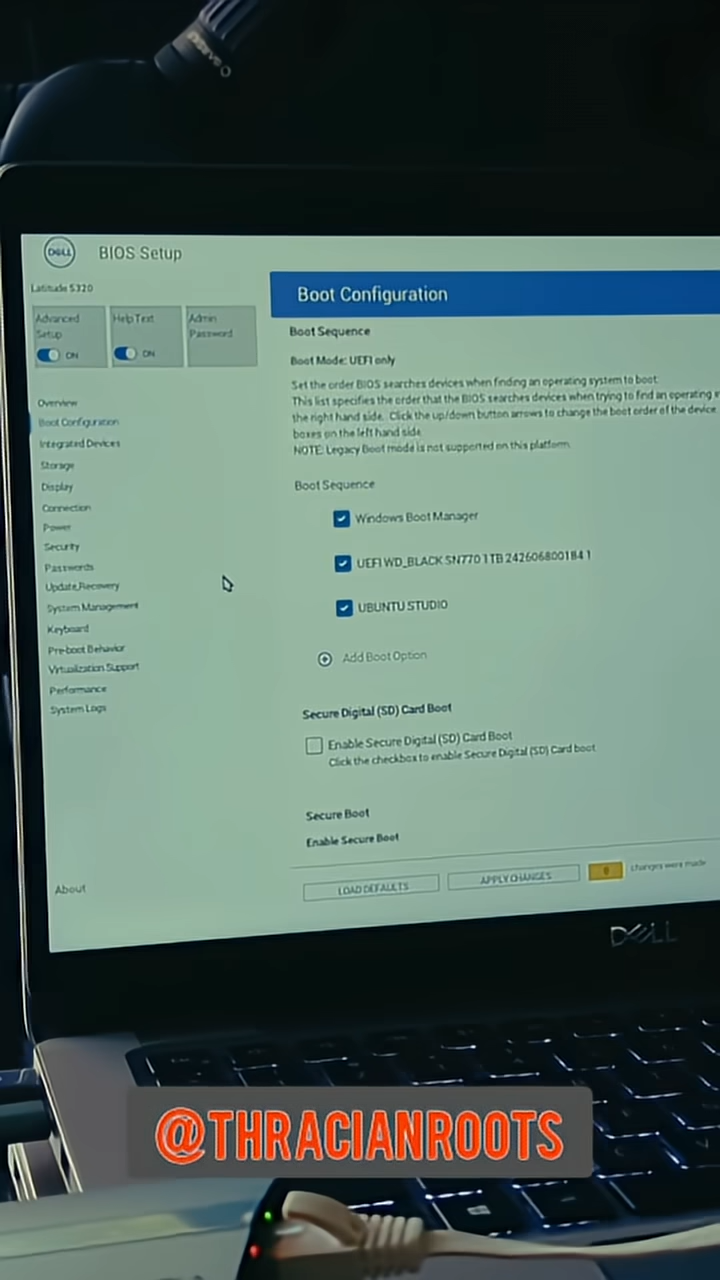 DELL
BIOS Setup
Latitude 5320
Advanced Setup
ON
Help Text
ON
Admin Password
Overview
Boot Configuration
Integrated Devices
Storage
Display
Connection
Power
Security
Passwords
Update,Recovery
System Management
Keyboard
Pre-boot Behavior
Virtualization Support
Performance
System Logs
About
Boot Configuration
Boot Sequence
Boot Mode: UEFI only
Set the order BIOS searches devices when finding an operating system to boot.
This list specifies the order that the BIOS searches devices when trying to find an operating
the right hand side. Click the up/down button arrows to change the boot order of the device
boxes on the left hand side.
NOTE: Legacy Boot mode is not supported on this platform.
Boot Sequence
Windows Boot Manager
UEFI WD_BLACK SN770 1TB 242606800184 1
UBUNTU STUDIO
Add Boot Option
Secure Digital (SD) Card Boot
Enable Secure Digital (SD) Card Boot
Click the checkbox to enable Secure Digital (SD) Card boot.
Secure Boot
Enable Secure Boot
LOAD DEFAULTS
APPLY CHANGES
changes were made
DELL
@THRACIANROOTS